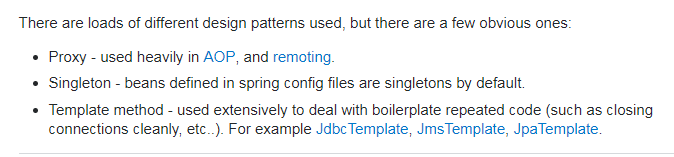 There are loads of different design patterns used, but there are a few obvious ones:
• Proxy - used heavily in AOP, and remoting.
• Singleton - beans defined in spring config files are singletons by default.
• Template method - used extensively to deal with boilerplate repeated code (such as closing
connections cleanly, etc..). For example JdbcTemplate, JmsTemplate, JpaTemplate.